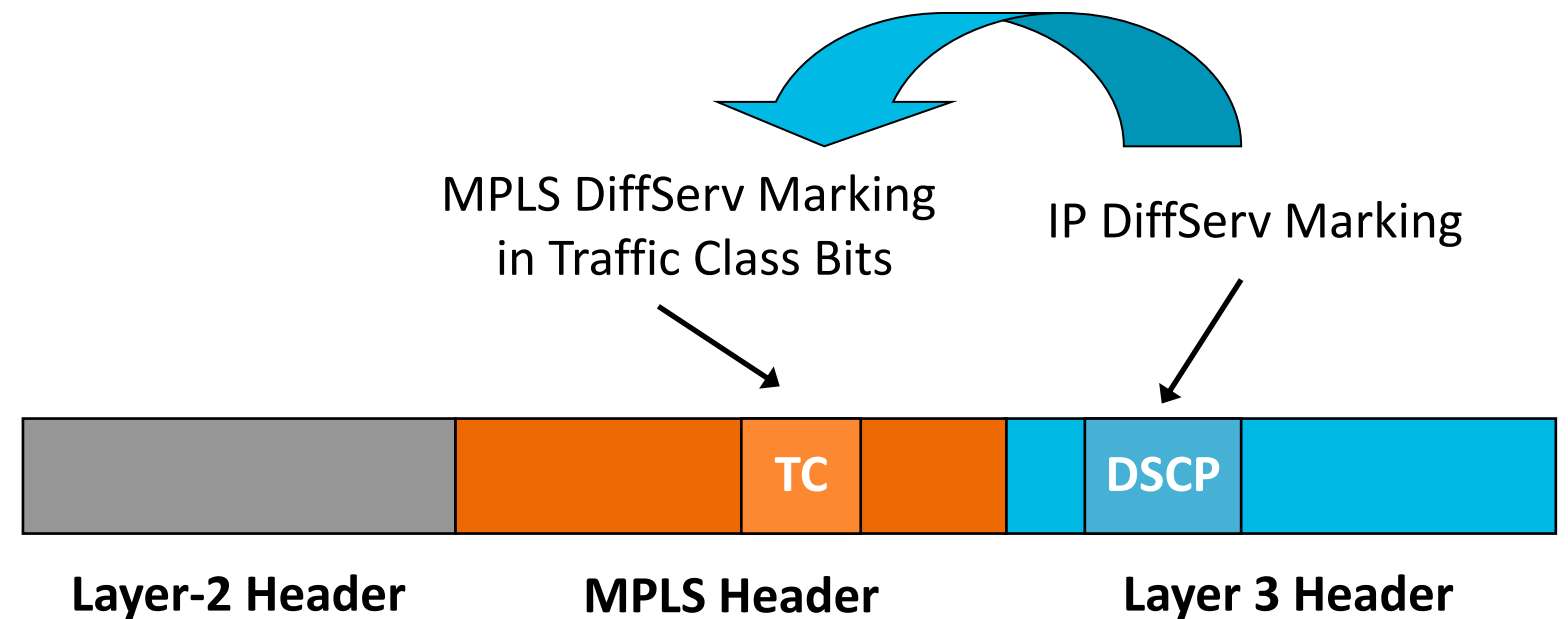 MPLS DiffServ Marking
in Traffic Class Bits
IP DiffServ Marking
TC
DSCP
Layer-2 Header
MPLS Header
Layer 3 Header